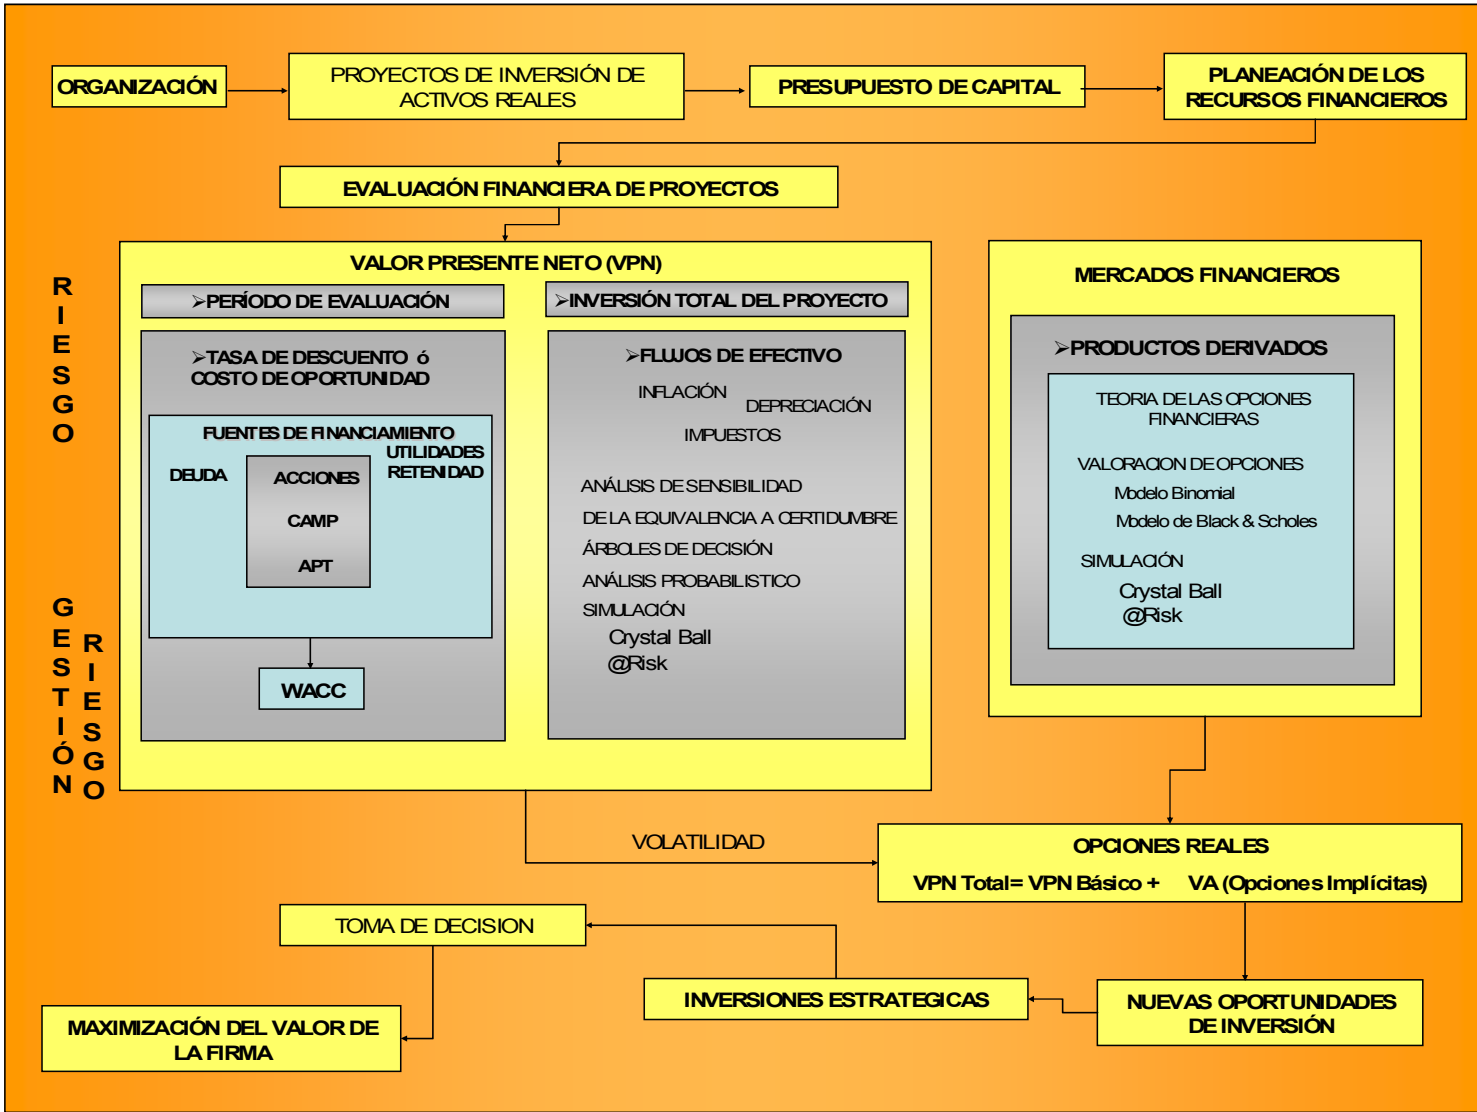 ORGANIZACIÓN
PROYECTOS DE INVERSIÓN DE
ACTIVOS REALES
PRESUPUESTO DE CAPITAL
PLANEACIÓN DE LOS
RECURSOS FINANCIEROS
EVALUACIÓN FINANCIERA DE PROYECTOS
RIESGO
GESTIÓN
RIESGO
VALOR PRESENTE NETO (VPN)
➢PERÍODO DE EVALUACIÓN
➢INVERSIÓN TOTAL DEL PROYECTO
➢TASA DE DESCUENTO ó
COSTO DE OPORTUNIDAD
FUENTES DE FINANCIAMIENTO
DEUDA
ACCIONES
CAMP
APT
UTILIDADES
RETENIDAD
WACC
➢FLUJOS DE EFECTIVO
INFLACIÓN
DEPRECIACIÓN
IMPUESTOS
ANÁLISIS DE SENSIBILIDAD
DE LA EQUIVALENCIA A CERTIDUMBRE
ÁRBOLES DE DECISIÓN
ANÁLISIS PROBABILISTICO
SIMULACIÓN
Crystal Ball
@Risk
MERCADOS FINANCIEROS
➢PRODUCTOS DERIVADOS
TEORIA DE LAS OPCIONES
FINANCIERAS
VALORACION DE OPCIONES
Modelo Binomial
Modelo de Black & Scholes
SIMULACIÓN
Crystal Ball
@Risk
VOLATILIDAD
OPCIONES REALES
VPN Total= VPN Básico + VA (Opciones Implícitas)
TOMA DE DECISION
INVERSIONES ESTRATEGICAS
NUEVAS OPORTUNIDADES
DE INVERSIÓN
MAXIMIZACIÓN DEL VALOR DE
LA FIRMA